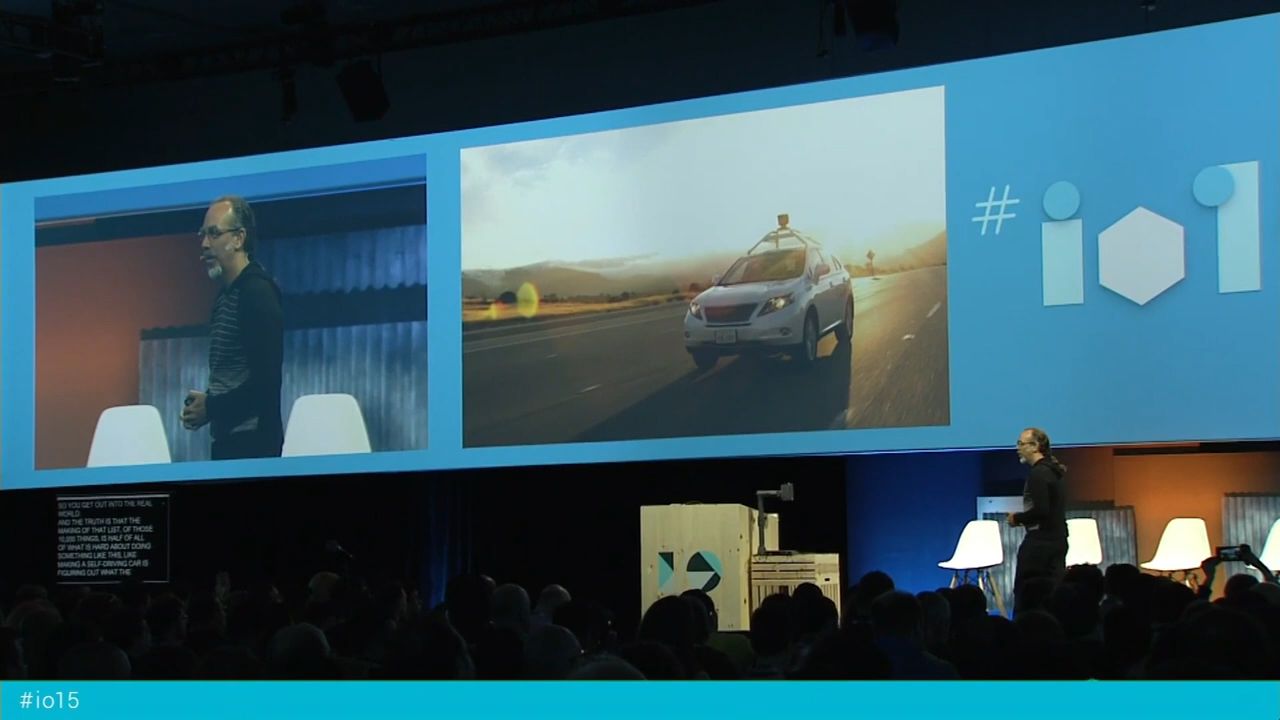 #io1
SO YOU GET OUT INTO THE REAL
WORLD.
AND THE TRUTH IS THAT THE
MAKING OF THAT LIST, OF THOSE
10,000 THINGS, IS HALF OF ALL
OF WHAT IS HARD ABOUT DOING
SOMETHING LIKE THIS, LIKE
MAKING A SELF-DRIVING CAR IS
FIGURING OUT WHAT THE
#io15